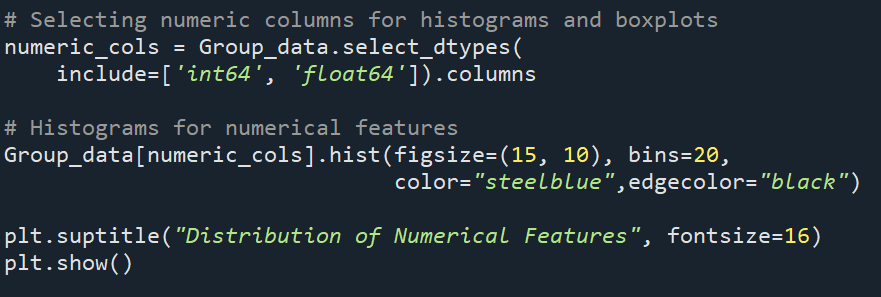 # Selecting numeric columns for histograms and boxplots
numeric_cols = Group_data.select_dtypes(
    include=['int64', 'float64']).columns

# Histograms for numerical features
Group_data[numeric_cols].hist(figsize=(15, 10), bins=20,
                              color="steelblue",edgecolor="black")

plt.suptitle("Distribution of Numerical Features", fontsize=16)
plt.show()